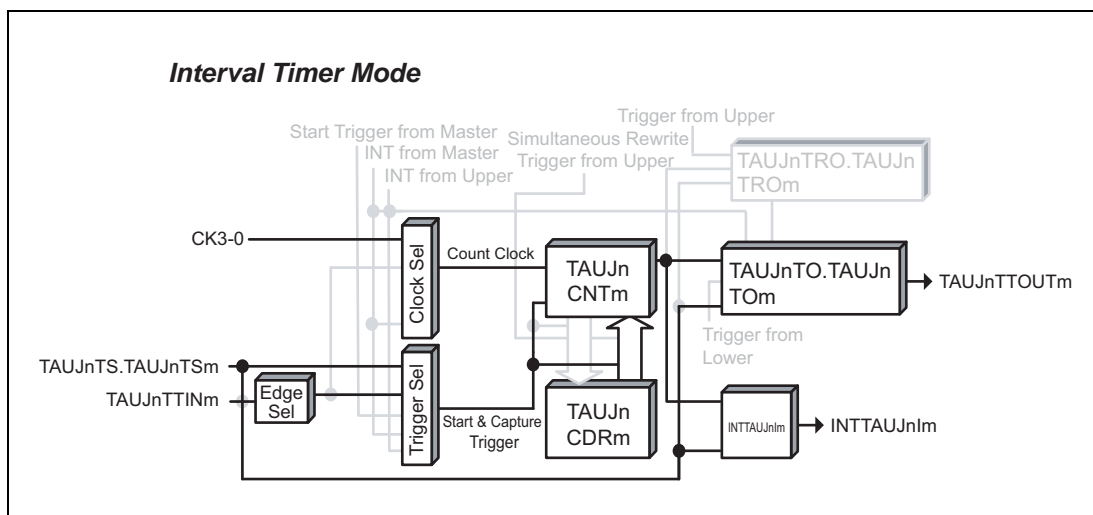 Interval Timer Mode
Trigger from Upper
Start Trigger from Master
Simultaneous Rewrite
INT from Master
Trigger from Upper
INT from Upper
TAUJnTRO.TAUJn
TROm
CK3-0
Clock Sel
Count Clock
TAUJn
CNTm
TAUJnTO.TAUJn
TOm
TAUJnTTOUTm
Trigger from
Lower
TAUJnTS.TAUJnTSm
TAUJnTTINm
Edge
Sel
Trigger Sel
Start & Capture
Trigger
TAUJn
CDRm
INTTAUJnIm
INTTAUJnIm